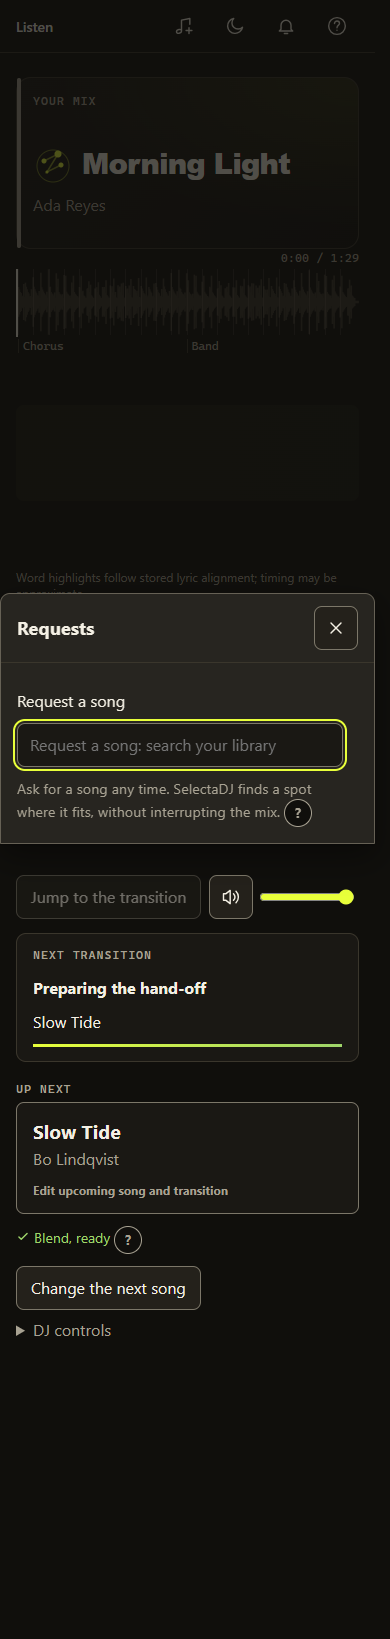 Listen
YOUR MIX
Morning Light
Ada Reyes
0:00 / 1:29
Chorus
Band
Word highlights follow stored lyric alignment; timing may be
Requests
Request a song
Request a song: search your library
Ask for a song any time. SelectaDJ finds a spot
where it fits, without interrupting the mix. ?
Jump to the transition
NEXT TRANSITION
Preparing the hand-off
Slow Tide
UP NEXT
Slow Tide
Bo Lindqvist
Edit upcoming song and transition
Blend, ready ?
Change the next song
DJ controls